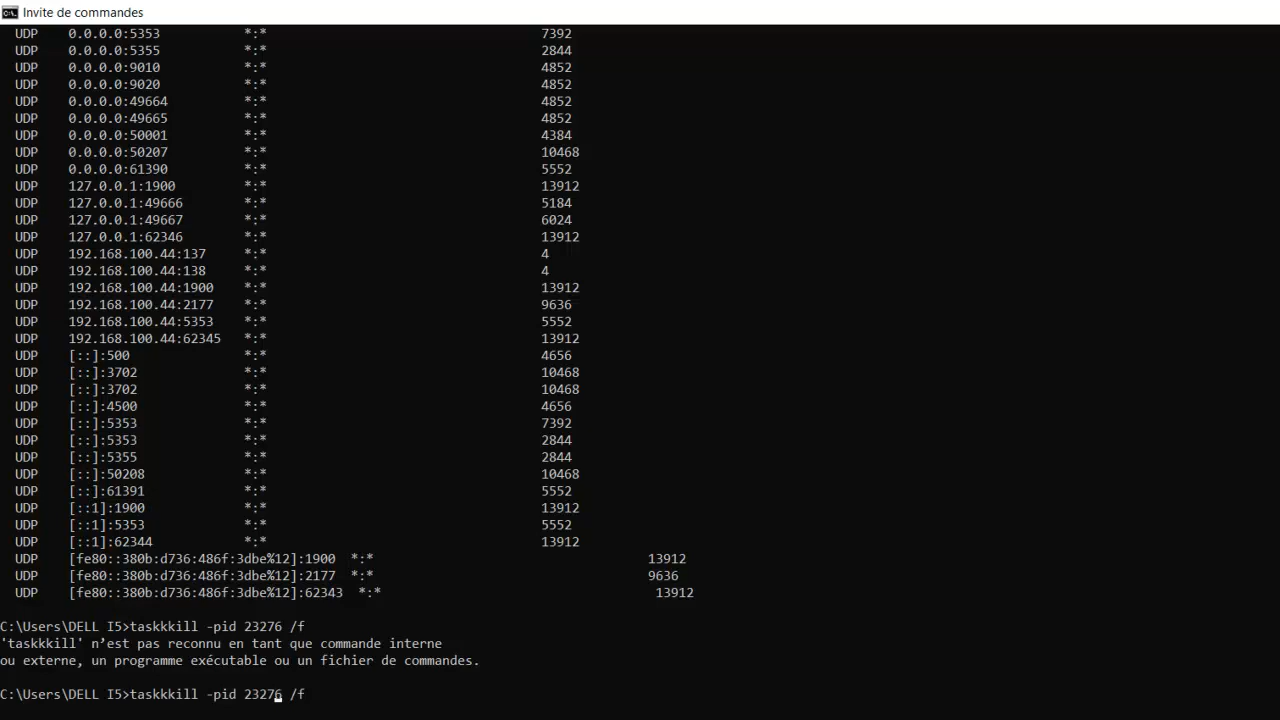 Invite de commandes
UDP 0.0.0.0:5353 *:* 7392
UDP 0.0.0.0:5355 *:* 2844
UDP 0.0.0.0:9010 *:* 4852
UDP 0.0.0.0:9020 *:* 4852
UDP 0.0.0.0:49664 *:* 4852
UDP 0.0.0.0:49665 *:* 4852
UDP 0.0.0.0:50001 *:* 4384
UDP 0.0.0.0:50207 *:* 10468
UDP 0.0.0.0:61390 *:* 5552
UDP 127.0.0.1:1900 *:* 13912
UDP 127.0.0.1:49666 *:* 5184
UDP 127.0.0.1:49667 *:* 6024
UDP 127.0.0.1:62346 *:* 13912
UDP 192.168.100.44:137 *:* 4
UDP 192.168.100.44:138 *:* 4
UDP 192.168.100.44:1900 *:* 13912
UDP 192.168.100.44:2177 *:* 9636
UDP 192.168.100.44:5353 *:* 5552
UDP 192.168.100.44:62345 *:* 13912
UDP [::]:500 *:* 4656
UDP [::]:3702 *:* 10468
UDP [::]:3702 *:* 10468
UDP [::]:4500 *:* 4656
UDP [::]:5353 *:* 7392
UDP [::]:5353 *:* 2844
UDP [::]:5355 *:* 2844
UDP [::]:50208 *:* 10468
UDP [::]:61391 *:* 5552
UDP [::1]:1900 *:* 13912
UDP [::1]:5353 *:* 5552
UDP [::1]:62344 *:* 13912
UDP [fe80::380b:d736:486f:3dbe%12]:1900 *:* 13912
UDP [fe80::380b:d736:486f:3dbe%12]:2177 *:* 9636
UDP [fe80::380b:d736:486f:3dbe%12]:62343 *:* 13912
C:\Users\DELL I5>taskkkill -pid 23276 /f
'taskkkill' n’est pas reconnu en tant que commande interne
ou externe, un programme exécutable ou un fichier de commandes.
C:\Users\DELL I5>taskkkill -pid 23276 /f